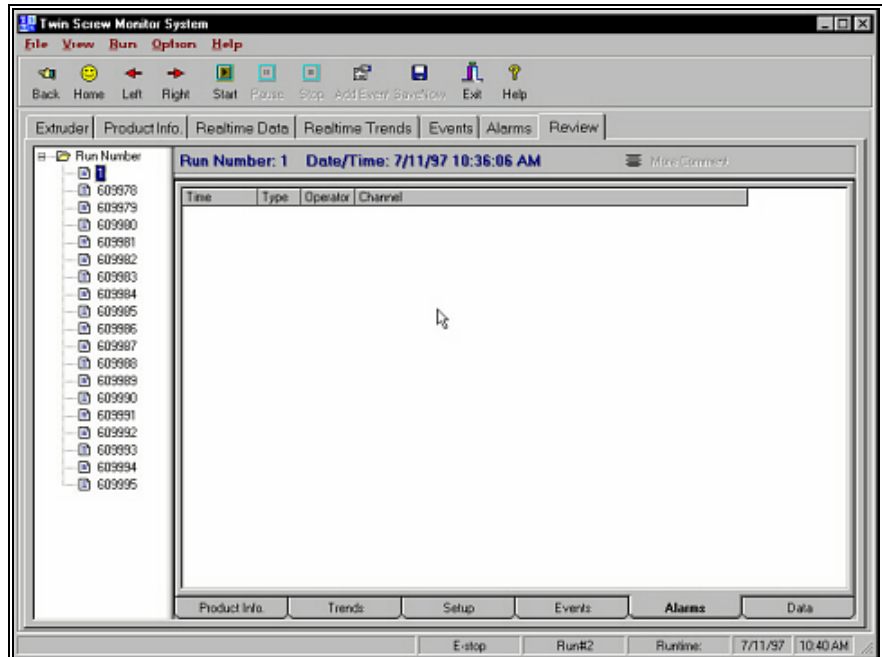 Twin Screw Monitor System
File View Run Option Help
Back Home Left Right Start Pause Stop Add Event SaveNow Exit Help
Extruder Product Info. Realtime Data Realtime Trends Events Alarms Review
Run Number
1
609978
609979
609980
609981
609982
609983
609984
609985
609986
609987
609988
609989
609990
609991
609992
609993
609994
609995
Run Number: 1 Date/Time: 7/11/97 10:36:06 AM More Comment
Time Type Operator Channel
Product Info. Trends Setup Events Alarms Data
E-stop Run#2 Runtime: 7/11/97 10:40 AM